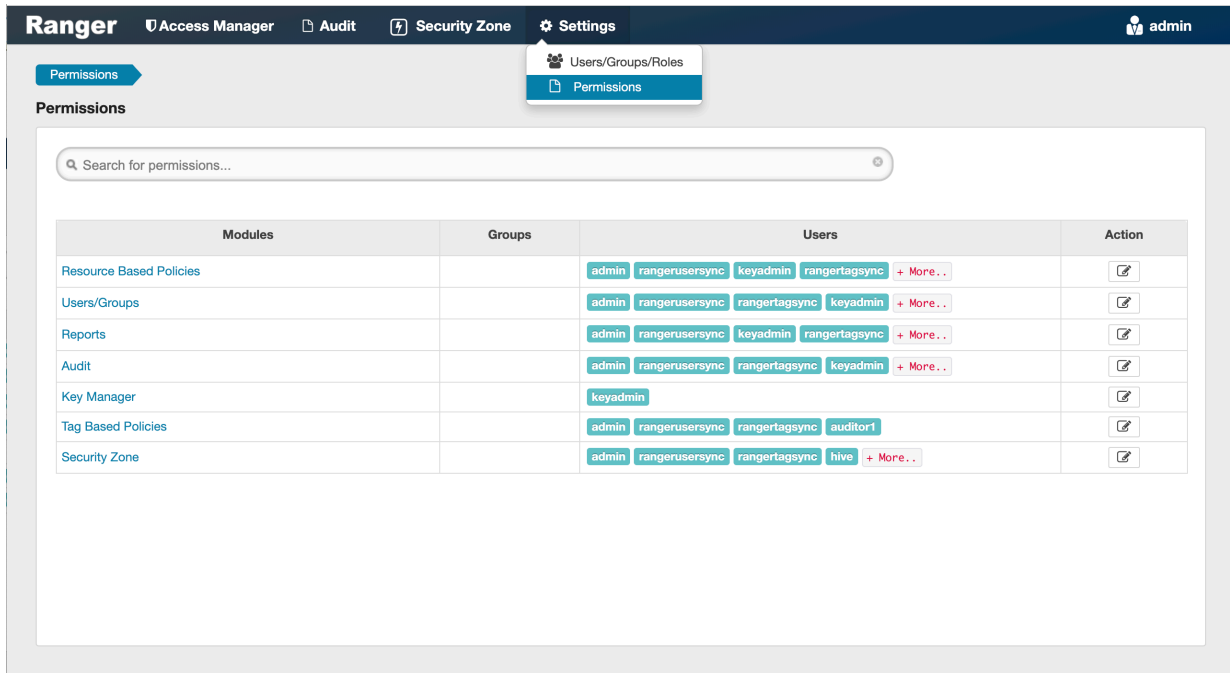 Ranger Access Manager Audit Security Zone Settings admin
Users/Groups/Roles
Permissions
Permissions
Permissions
Search for permissions...
Modules Groups Users Action
Resource Based Policies admin rangerusersync keyadmin rangertagsync + More..
Users/Groups admin rangerusersync rangertagsync keyadmin + More..
Reports admin rangerusersync keyadmin rangertagsync + More..
Audit admin rangerusersync rangertagsync keyadmin + More..
Key Manager keyadmin
Tag Based Policies admin rangerusersync rangertagsync auditor1
Security Zone admin rangerusersync rangertagsync hive + More..